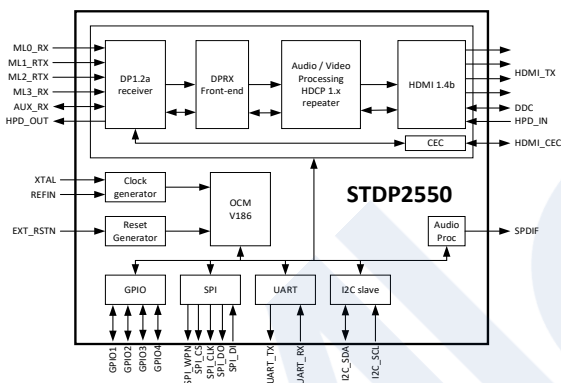 ML0_RX
ML1_RTX
ML2_RTX
ML3_RX
AUX_RX
HPD_OUT
DP1.2a
receiver
DPRX
Front-end
Audio / Video
Processing
HDCP 1.x
repeater
HDMI 1.4b
HDMI_TX
DDC
HPD_IN
CEC
HDMI_CEC
XTAL
REFIN
Clock
generator
OCM
V186
STDP2550
EXT_RSTN
Reset
Generator
Audio
Proc
SPDIF
GPIO
SPI
UART
I2C slave
GPIO1
GPIO2
GPIO3
GPIO4
SPI_WPN
SPI_CS
SPI_CLK
SPI_DO
SPI_DI
UART_TX
UART_RX
I2C_SDA
I2C_SCL